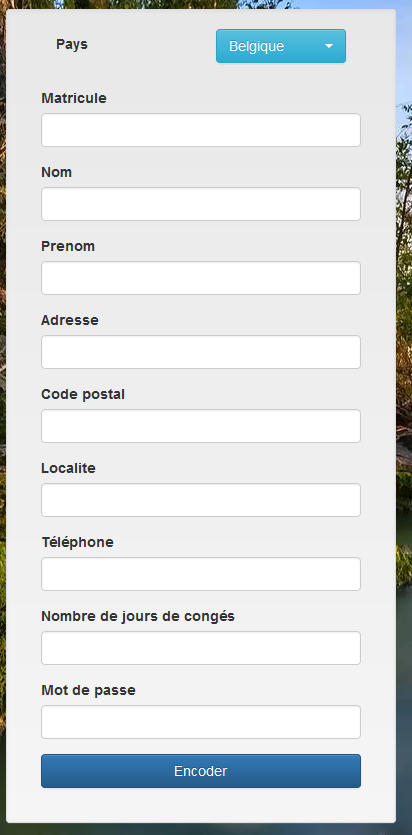 Pays Belgique
Matricule
Nom
Prenom
Adresse
Code postal
Localite
Téléphone
Nombre de jours de congés
Mot de passe
Encoder